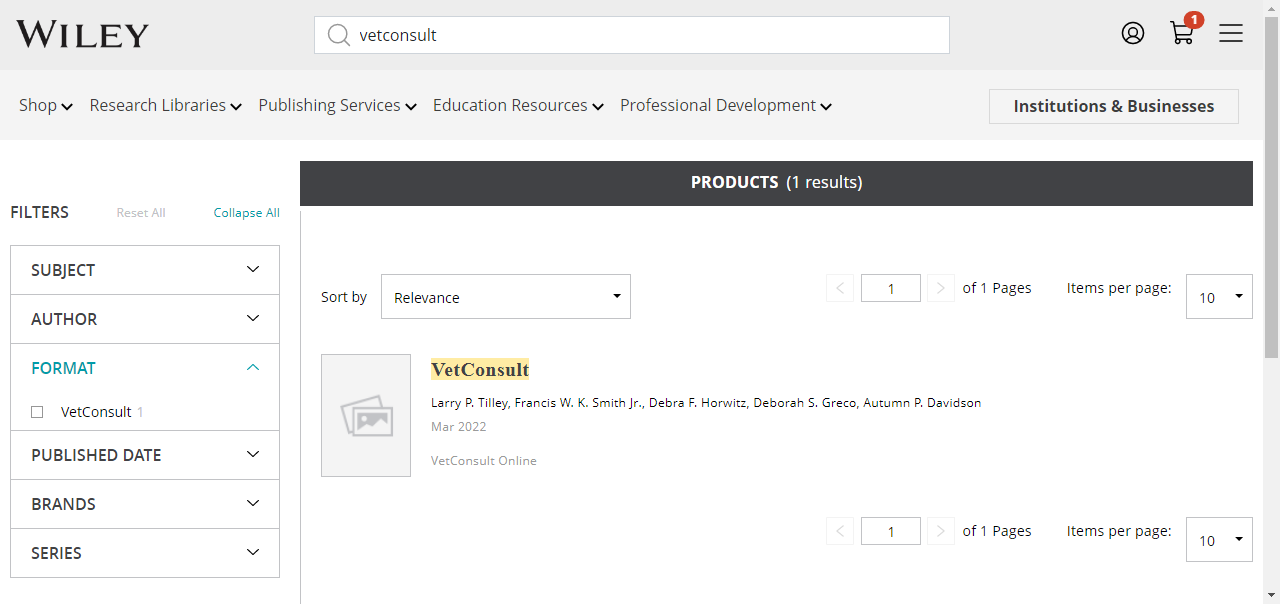 WILEY
vetconsult
1
Shop Research Libraries Publishing Services Education Resources Professional Development Institutions & Businesses
PRODUCTS (1 results)
FILTERS Reset All Collapse All
SUBJECT
AUTHOR
FORMAT
VetConsult 1
PUBLISHED DATE
BRANDS
SERIES
Sort by Relevance 1 of 1 Pages Items per page: 10
VetConsult
Larry P. Tilley, Francis W. K. Smith Jr., Debra F. Horwitz, Deborah S. Greco, Autumn P. Davidson
Mar 2022
VetConsult Online
1 of 1 Pages Items per page: 10